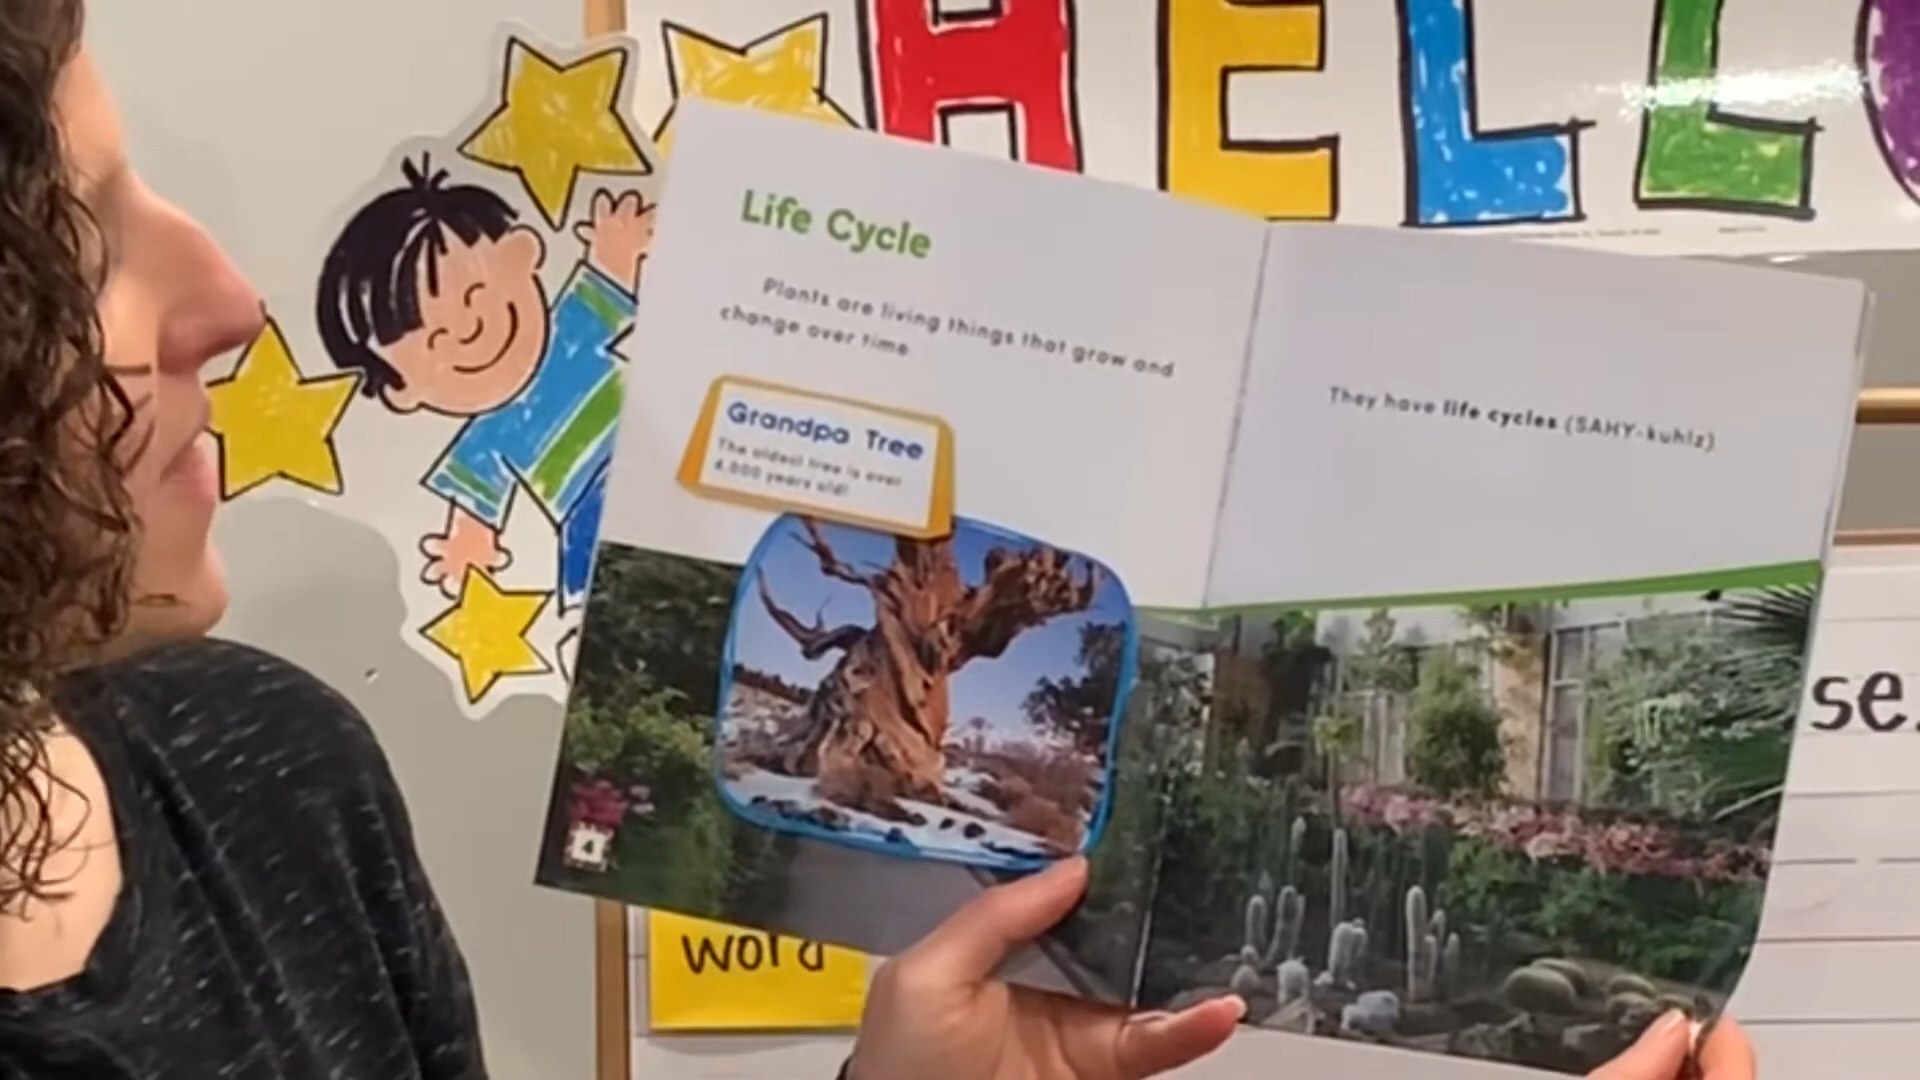 HELLO
Life Cycle
Plants are living things that grow and
change over time.
Grandpa Tree
The oldest tree is over
4,000 years old!
4
They have life cycles (SAHY-kuhlz)
se.
word